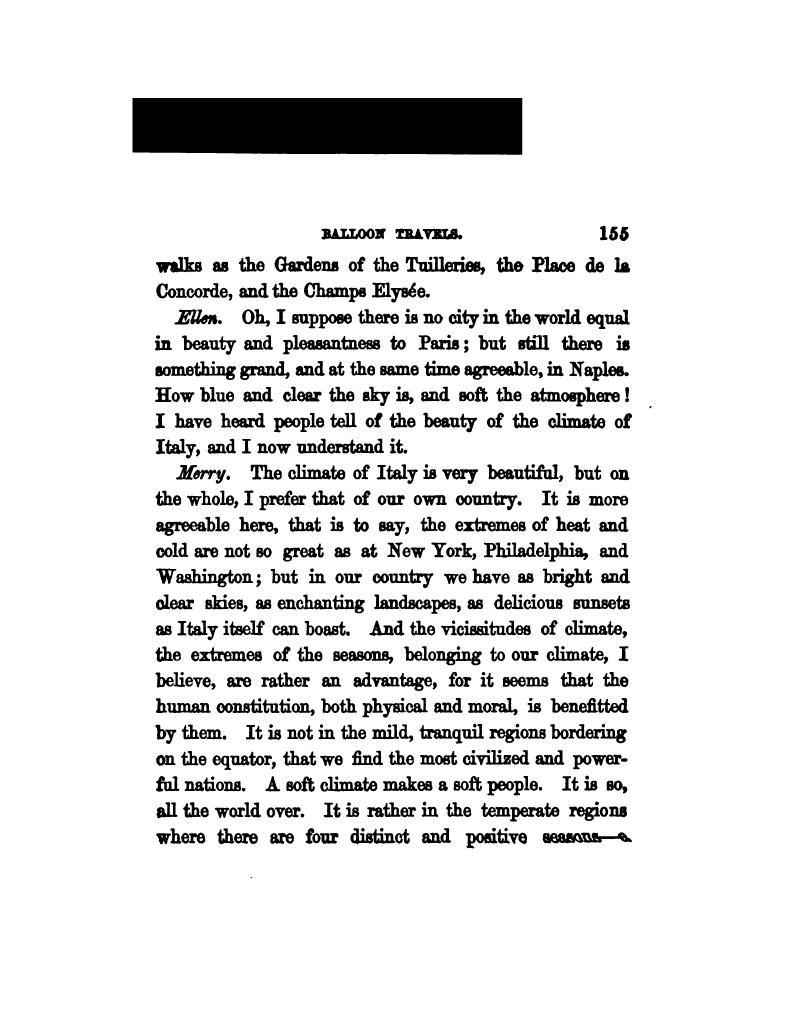 BALLOON TRAVELS. 155
walks as the Gardens of the Tuilleries, the Place de la
Concorde, and the Champs Elysée.
Ellen. Oh, I suppose there is no city in the world equal
in beauty and pleasantness to Paris; but still there is
something grand, and at the same time agreeable, in Naples.
How blue and clear the sky is, and soft the atmosphere!
I have heard people tell of the beauty of the climate of
Italy, and I now understand it.
Merry. The climate of Italy is very beautiful, but on
the whole, I prefer that of our own country. It is more
agreeable here, that is to say, the extremes of heat and
cold are not so great as at New York, Philadelphia, and
Washington; but in our country we have as bright and
clear skies, as enchanting landscapes, as delicious sunsets
as Italy itself can boast. And the vicissitudes of climate,
the extremes of the seasons, belonging to our climate, I
believe, are rather an advantage, for it seems that the
human constitution, both physical and moral, is benefitted
by them. It is not in the mild, tranquil regions bordering
on the equator, that we find the most civilized and power-
ful nations. A soft climate makes a soft people. It is so,
all the world over. It is rather in the temperate regions
where there are four distinct and positive seasons—a